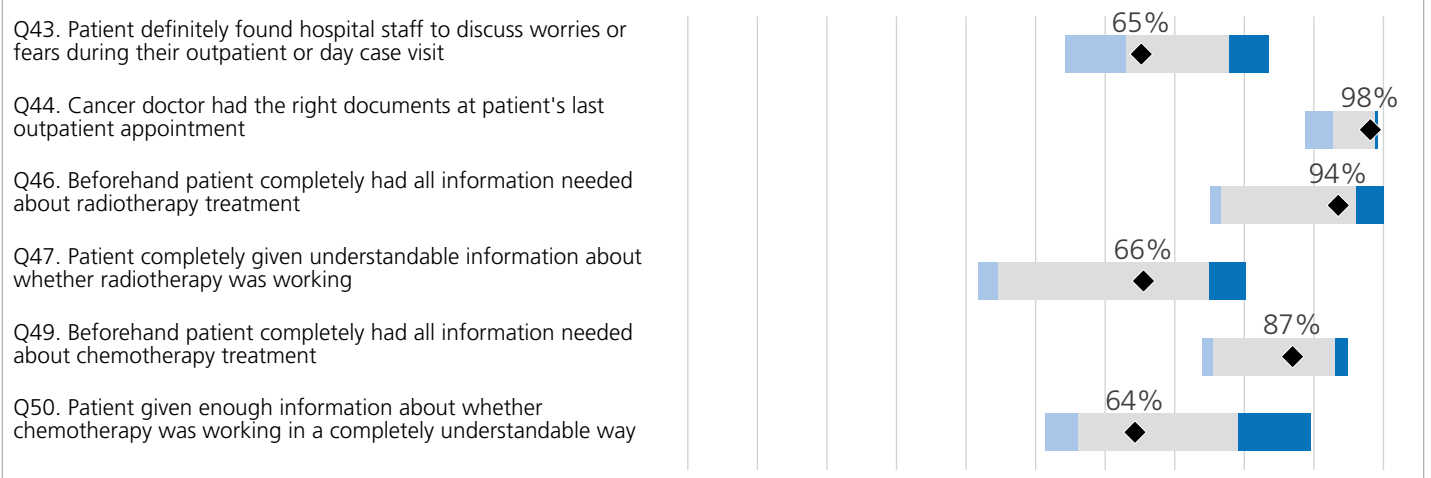 65%
Q43. Patient definitely found hospital staff to discuss worries or
fears during their outpatient or day case visit
98%
Q44. Cancer doctor had the right documents at patient's last
outpatient appointment
94%
Q46. Beforehand patient completely had all information needed
about radiotherapy treatment
66%
Q47. Patient completely given understandable information about
whether radiotherapy was working
87%
Q49. Beforehand patient completely had all information needed
about chemotherapy treatment
64%
Q50. Patient given enough information about whether
chemotherapy was working in a completely understandable way